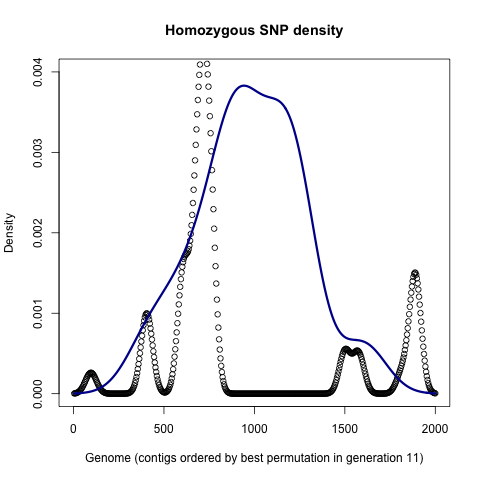 Homozygous SNP density
Density
0.004
0.003
0.002
0.001
0.000
0 500 1000 1500 2000
Genome (contigs ordered by best permutation in generation 11)